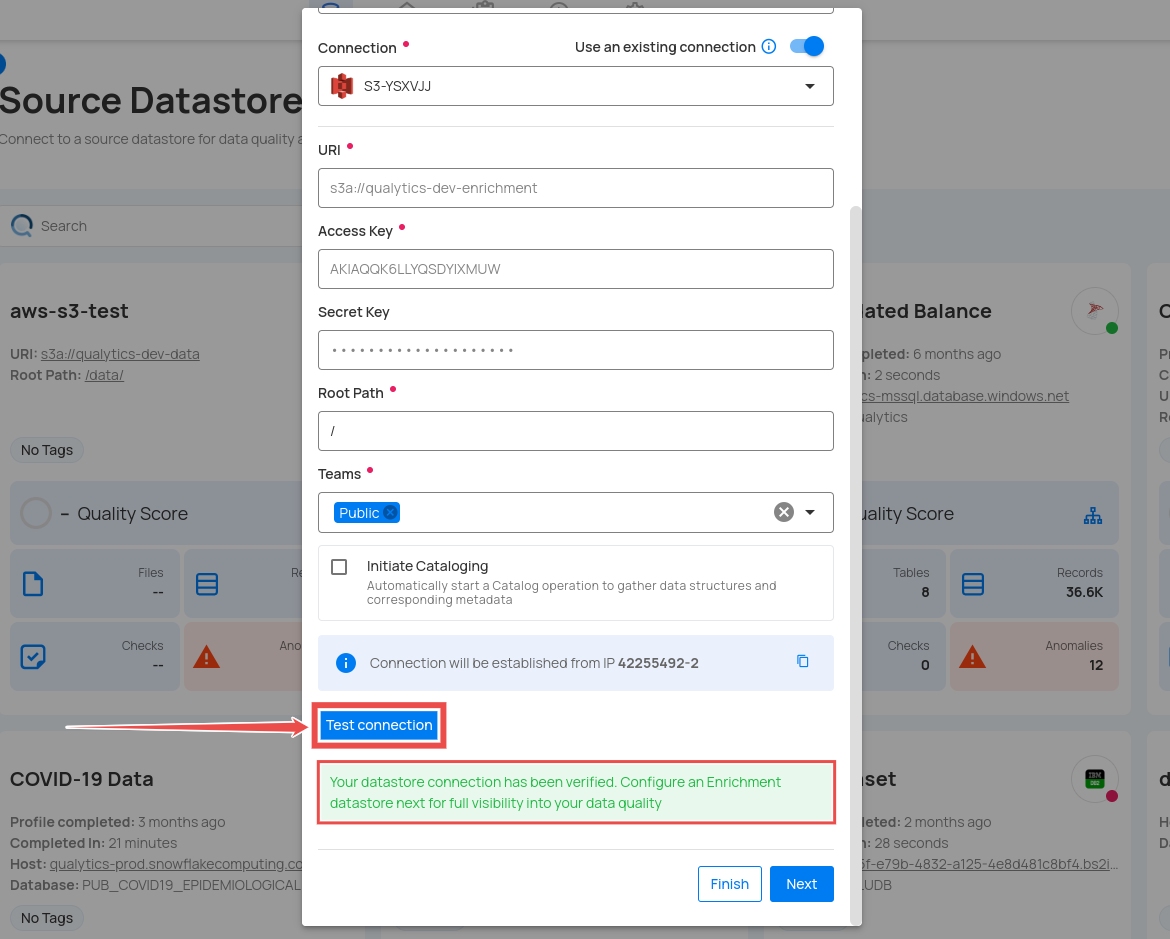 Source Datastore
Connect to a source datastore for data quality a
Search
aws-s3-test
URI: s3a://qualytics-dev-data
Root Path: /data/
No Tags
– Quality Score
Files
--
Re
Checks
--
Ano
COVID-19 Data
Profile completed: 3 months ago
Completed In: 21 minutes
Host: qualytics-prod.snowflakecomputing.co
Database: PUB_COVID19_EPIDEMIOLOGICAL
No Tags
Connection
Use an existing connection
S3-YSXVJJ
URI
s3a://qualytics-dev-enrichment
Access Key
AKIAQQK6LLYQSDYIXMUW
Secret Key
Root Path
/
Teams
Public
Initiate Cataloging
Automatically start a Catalog operation to gather data structures and
corresponding metadata
Connection will be established from IP 42255492-2
Test connection
Your datastore connection has been verified. Configure an Enrichment
datastore next for full visibility into your data quality
Finish
Next
lated Balance
pleted: 6 months ago
n: 2 seconds
cs-mssql.database.windows.net
ualytics
uality Score
Tables
8
Records
36.6K
Checks
0
Anomalies
12
set
leted: 2 months ago
n: 28 seconds
5f-e79b-4832-a125-4e8d481c8bf4.bs2i...
LUDB
IBM